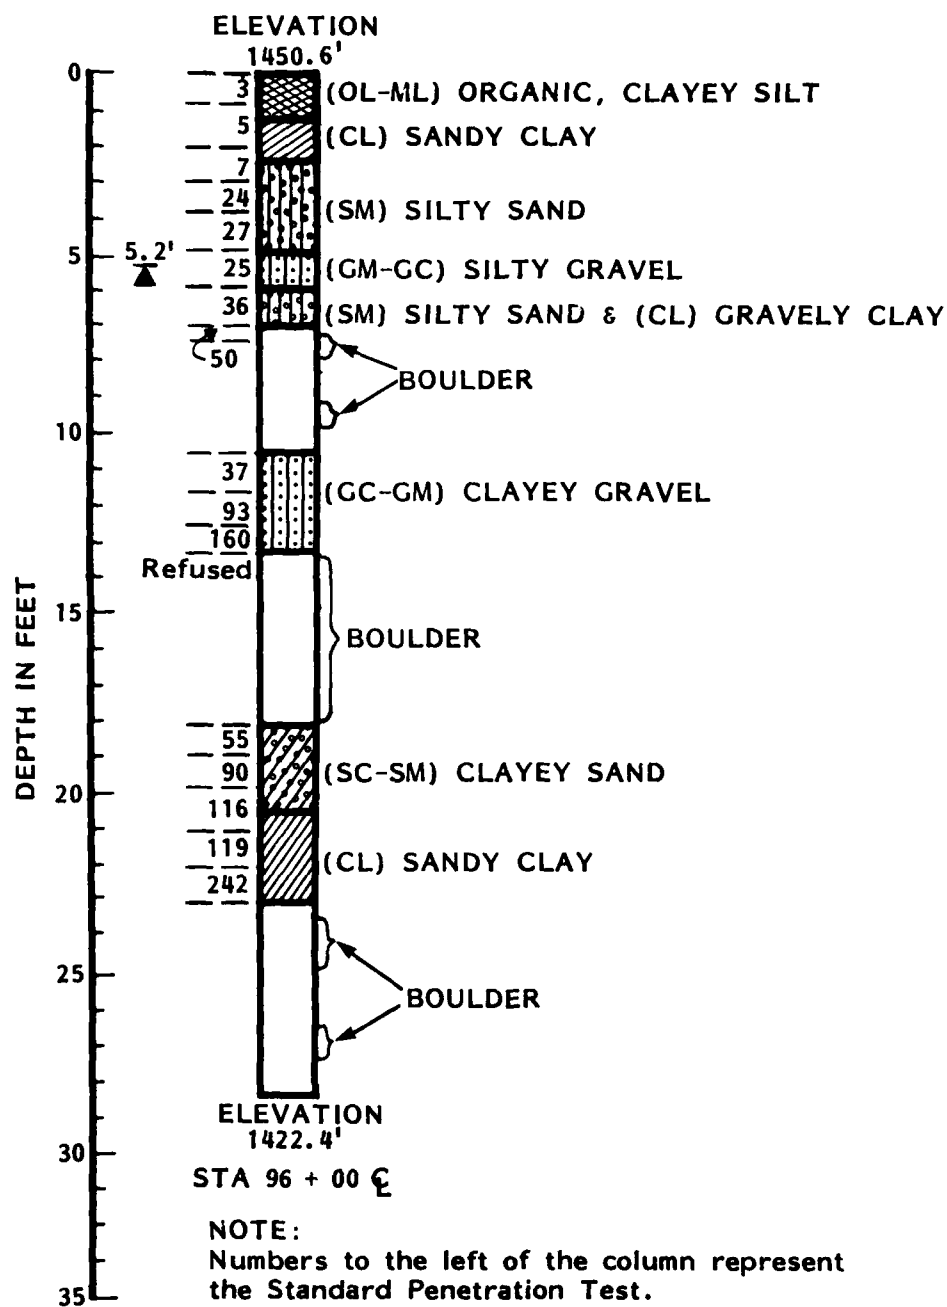 ELEVATION
1450.6'
0
3
(OL-ML) ORGANIC, CLAYEY SILT
5
(CL) SANDY CLAY
7
24
(SM) SILTY SAND
27
5.2'
5
25
(GM-GC) SILTY GRAVEL
36
(SM) SILTY SAND & (CL) GRAVELY CLAY
50
BOULDER
10
37
(GC-GM) CLAYEY GRAVEL
93
160
Refused
DEPTH IN FEET
15
BOULDER
55
90
(SC-SM) CLAYEY SAND
20
116
119
(CL) SANDY CLAY
242
25
BOULDER
ELEVATION
1422.4'
30
STA 96 + 00 ℄
NOTE:
Numbers to the left of the column represent
the Standard Penetration Test.
35